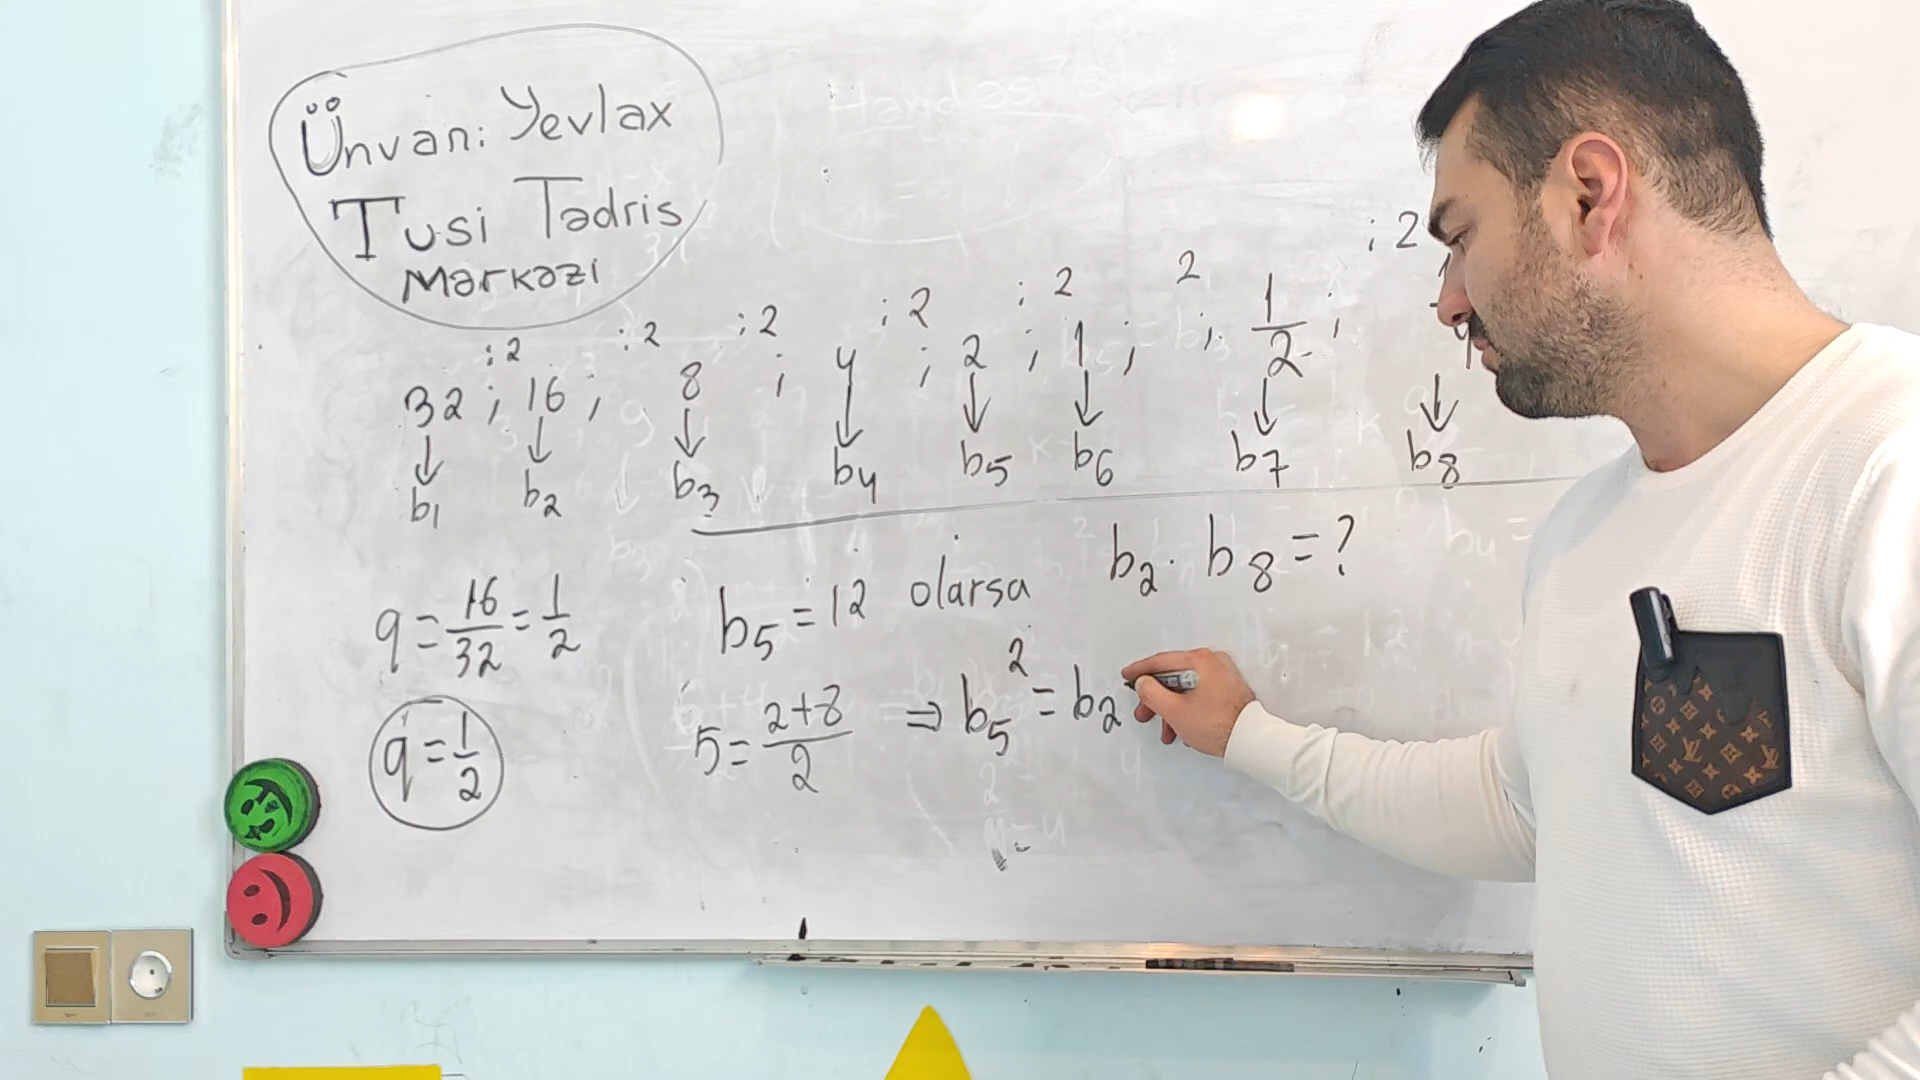 Ünvan: Yevlax
Tusi Tədris
Mərkəzi
:2 :2 :2 :2 :2 2 :2
32 ; 16 ; 8 ; 4 ; 2 ; 1 ; ; 1/2 ;
b1 b2 b3 b4 b5 b6 b7 b8
q = 16/32 = 1/2
q = 1/2
b5 = 12 olarsa b2 · b8 = ?
5 = (2+8)/2 ⇒ b5² = b2